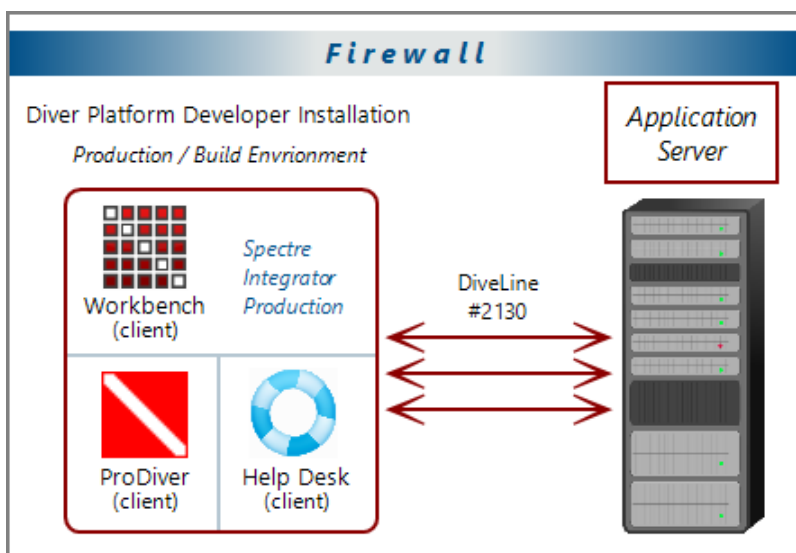 Firewall
Diver Platform Developer Installation
Production / Build Envrionment
Application
Server
Spectre
Integrator
Production
Workbench
(client)
DiveLine
#2130
ProDiver
(client)
Help Desk
(client)